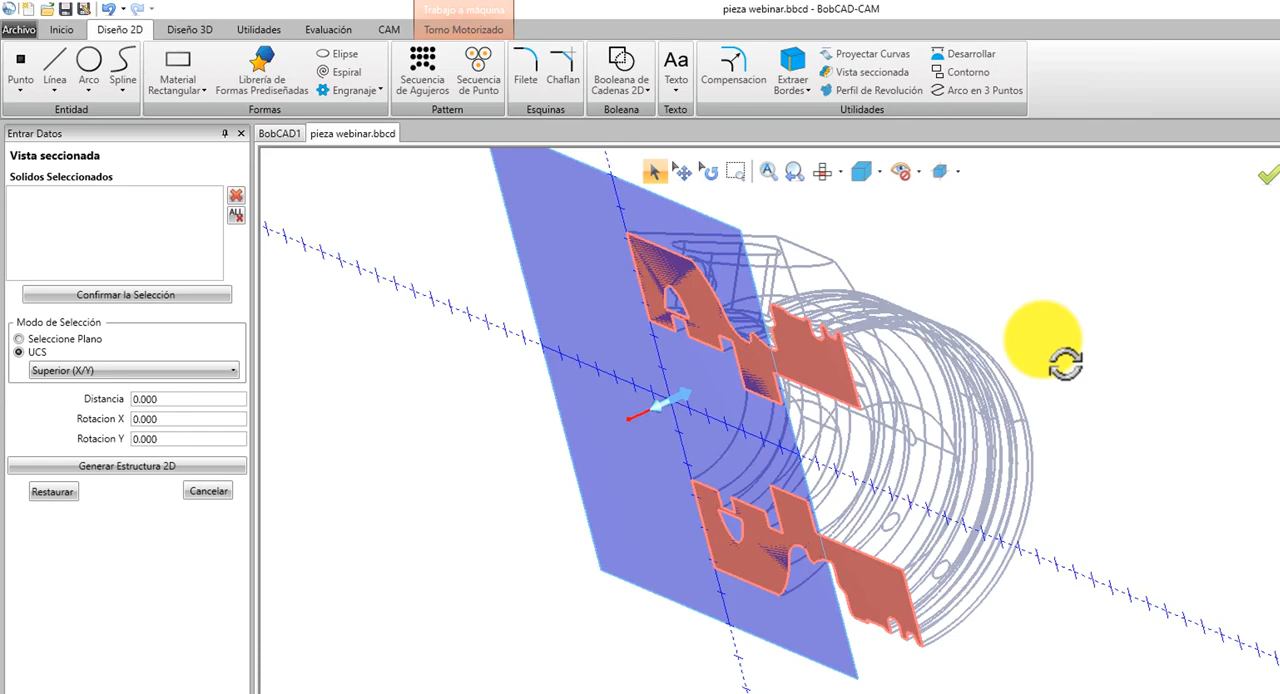 Trabajo a máquina
pieza webinar.bbcd - BobCAD-CAM
Archivo Inicio Diseño 2D Diseño 3D Utilidades Evaluación CAM Torno Motorizado
Punto Línea Arco Spline
Entidad
Material Rectangular
Librería de Formas Prediseñadas
Elipse
Espiral
Engranaje
Formas
Secuencia de Agujeros
Secuencia de Punto
Pattern
Filete Chaflan
Esquinas
Booleana de Cadenas 2D
Boleana
Aa
Texto
Texto
Compensacion
Extraer Bordes
Proyectar Curvas
Vista seccionada
Perfil de Revolución
Desarrollar
Contorno
Arco en 3 Puntos
Utilidades
Entrar Datos
BobCAD1 pieza webinar.bbcd
Vista seccionada
Solidos Seleccionados
ALL
Confirmar la Selección
Modo de Selección
Seleccione Plano
UCS
Superior (X/Y)
Distancia 0.000
Rotacion X 0.000
Rotacion Y 0.000
Generar Estructura 2D
Restaurar Cancelar